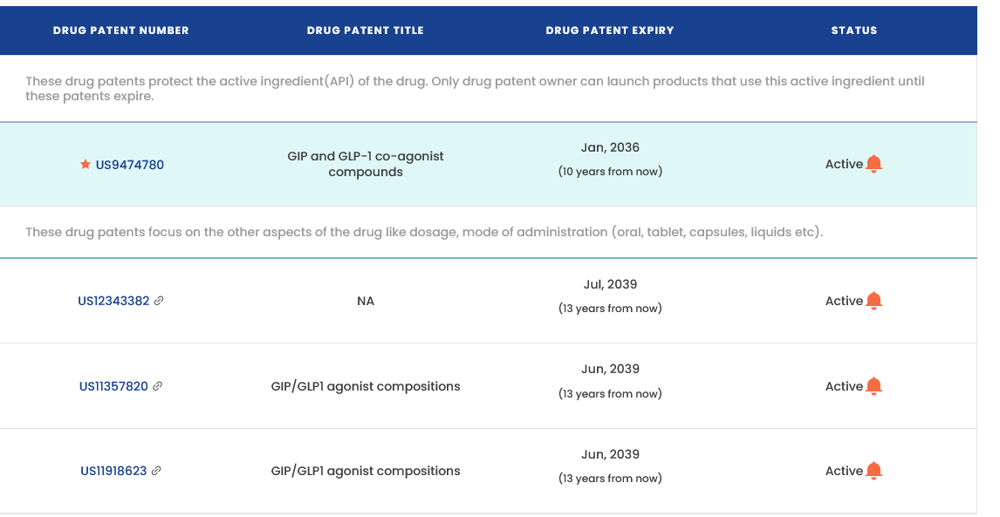 DRUG PATENT NUMBER DRUG PATENT TITLE DRUG PATENT EXPIRY STATUS
These drug patents protect the active ingredient(API) of the drug. Only drug patent owner can launch products that use this active ingredient until
these patents expire.
US9474780 GIP and GLP-1 co-agonist
compounds Jan, 2036
(10 years from now) Active
These drug patents focus on the other aspects of the drug like dosage, mode of administration (oral, tablet, capsules, liquids etc).
US12343382 NA Jul, 2039
(13 years from now) Active
US11357820 GIP/GLP1 agonist compositions Jun, 2039
(13 years from now) Active
US11918623 GIP/GLP1 agonist compositions Jun, 2039
(13 years from now) Active